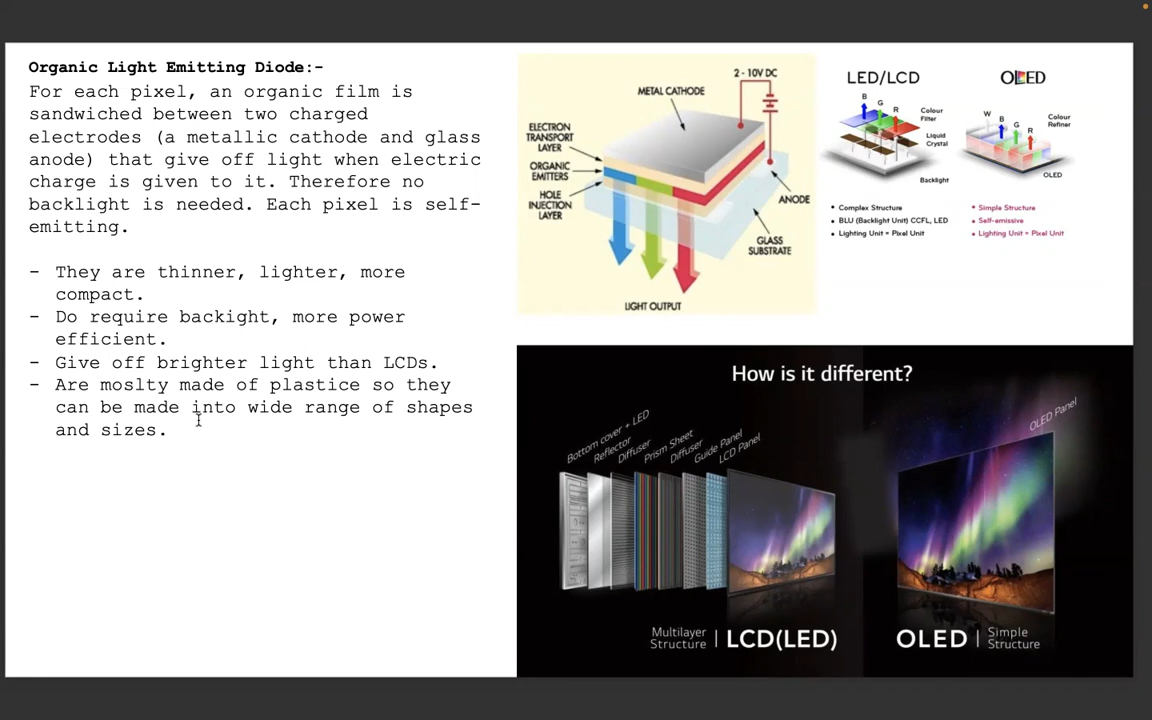 Organic Light Emitting Diode:-
For each pixel, an organic film is
sandwiched between two charged
electrodes (a metallic cathode and glass
anode) that give off light when electric
charge is given to it. Therefore no
backlight is needed. Each pixel is self-
emitting.
- They are thinner, lighter, more
compact.
- Do require backight, more power
efficient.
- Give off brighter light than LCDs.
- Are moslty made of plastice so they
can be made into wide range of shapes
and sizes.
2 - 10V DC
METAL CATHODE
ELECTRON
TRANSPORT
LAYER
ORGANIC
EMITTERS
HOLE
INJECTION
LAYER
ANODE
GLASS
SUBSTRATE
LIGHT OUTPUT
LED/LCD
B
G
R
Colour
Filter
Liquid
Crystal
Backlight
• Complex Structure
• BLU (Backlight Unit) CCFL, LED
• Lighting Unit = Pixel Unit
OLED
W
B
G
R
Colour
Refiner
OLED
• Simple Structure
• Self-emissive
• Lighting Unit = Pixel Unit
How is it different?
Bottom cover + LED
Reflector
Diffuser
Prism Sheet
Diffuser
Guide Panel
LCD Panel
OLED Panel
Multilayer
Structure
| LCD(LED)
OLED |
Simple
Structure